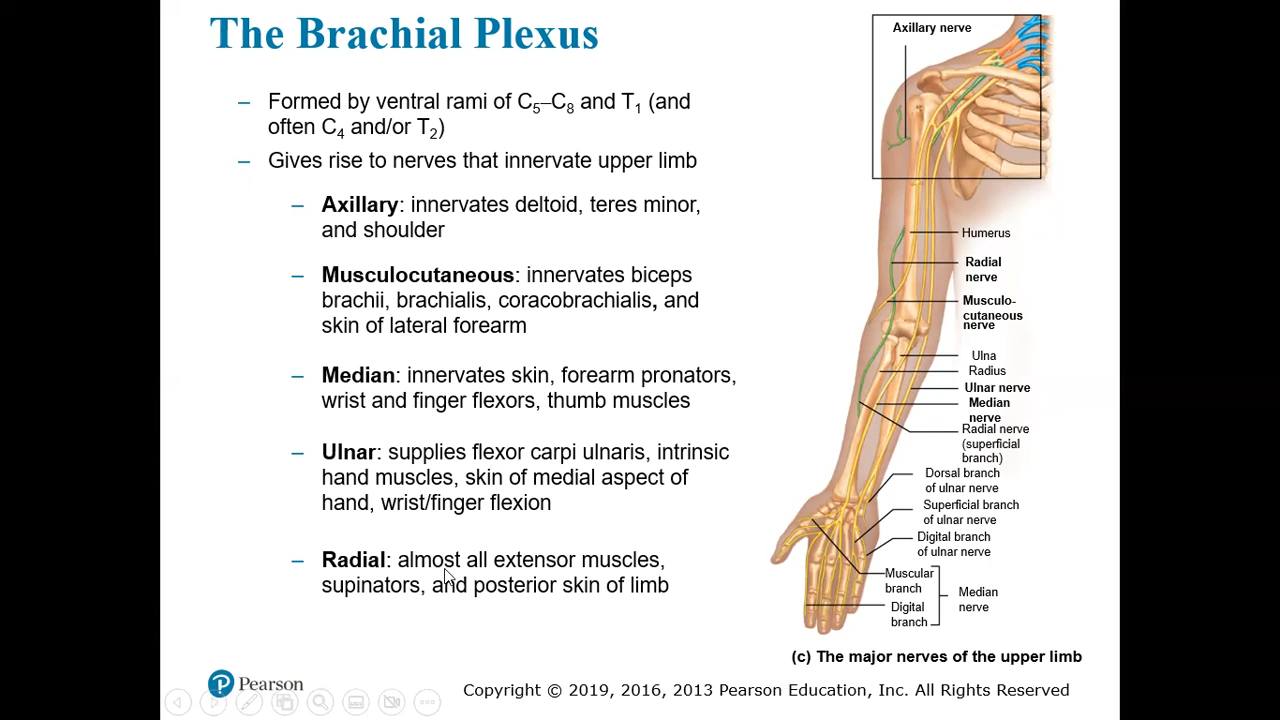 The Brachial Plexus
– Formed by ventral rami of C5–C8 and T1 (and
often C4 and/or T2)
– Gives rise to nerves that innervate upper limb
– Axillary: innervates deltoid, teres minor,
and shoulder
– Musculocutaneous: innervates biceps
brachii, brachialis, coracobrachialis, and
skin of lateral forearm
– Median: innervates skin, forearm pronators,
wrist and finger flexors, thumb muscles
– Ulnar: supplies flexor carpi ulnaris, intrinsic
hand muscles, skin of medial aspect of
hand, wrist/finger flexion
– Radial: almost all extensor muscles,
supinators, and posterior skin of limb
Axillary nerve
Humerus
Radial
nerve
Musculo-
cutaneous
nerve
Ulna
Radius
Ulnar nerve
Median
nerve
Radial nerve
(superficial
branch)
Dorsal branch
of ulnar nerve
Superficial branch
of ulnar nerve
Digital branch
of ulnar nerve
Muscular
branch
Digital
branch
Median
nerve
(c) The major nerves of the upper limb
P Pearson
Copyright © 2019, 2016, 2013 Pearson Education, Inc. All Rights Reserved